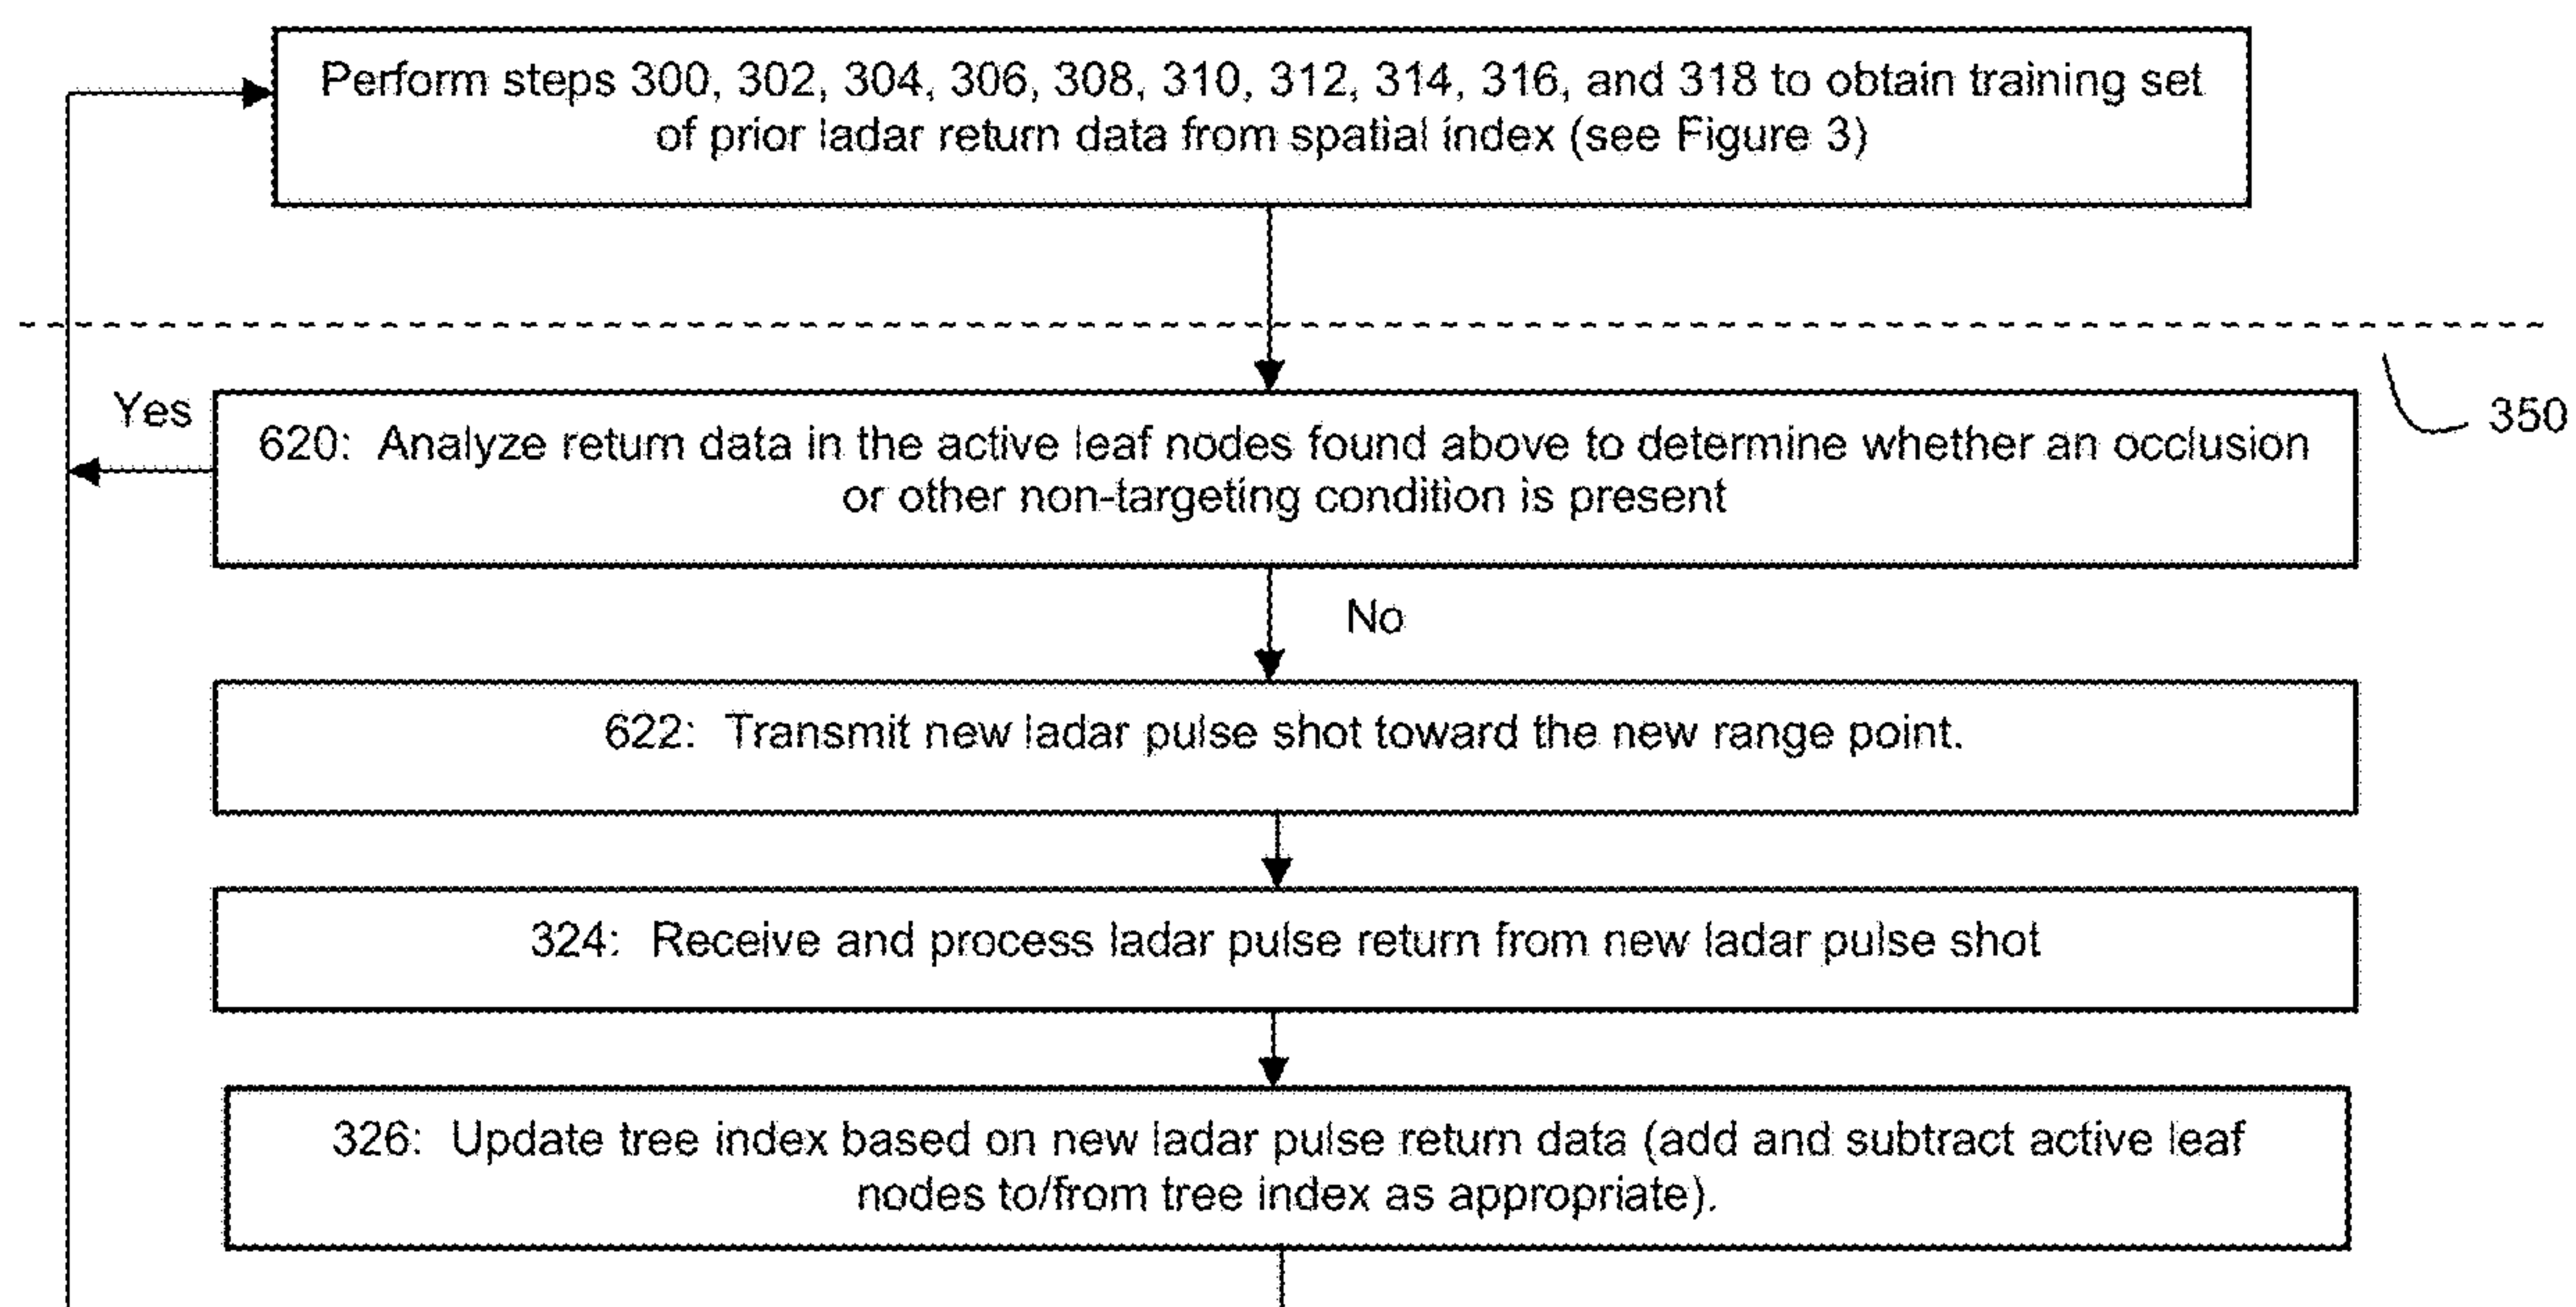 Perform steps 300, 302, 304, 306, 308, 310, 312, 314, 316, and 318 to obtain training set
of prior ladar return data from spatial index (see Figure 3)
Yes
350
620: Analyze return data in the active leaf nodes found above to determine whether an occlusion
or other non-targeting condition is present
No
622: Transmit new ladar pulse shot toward the new range point.
324: Receive and process ladar pulse return from new ladar pulse shot
326: Update tree index based on new ladar pulse return data (add and subtract active leaf
nodes to/from tree index as appropriate).